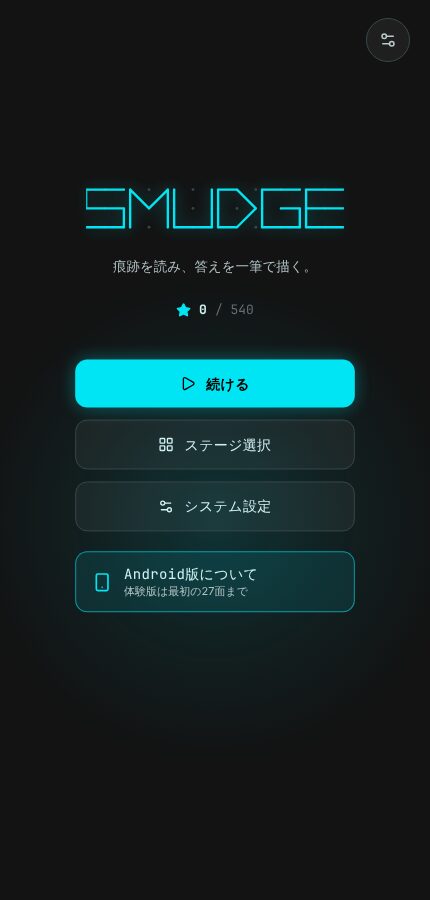 SMUDGE
痕跡を読み、答えを一筆で描く。
0 / 540
続ける
ステージ選択
システム設定
Android版について
体験版は最初の27面まで